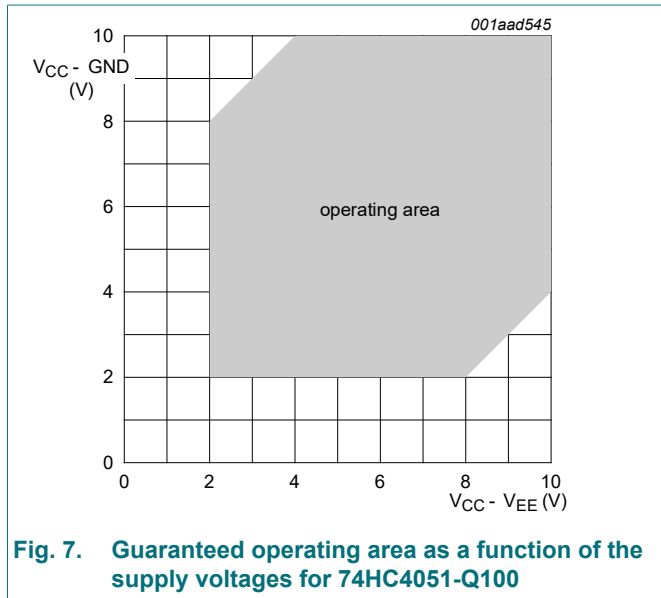 001aad545
10
VCC - GND
(V)
8
6
operating area
4
2
0
0 2 4 6 8 10
VCC - VEE (V)
Fig. 7. Guaranteed operating area as a function of the
supply voltages for 74HC4051-Q100